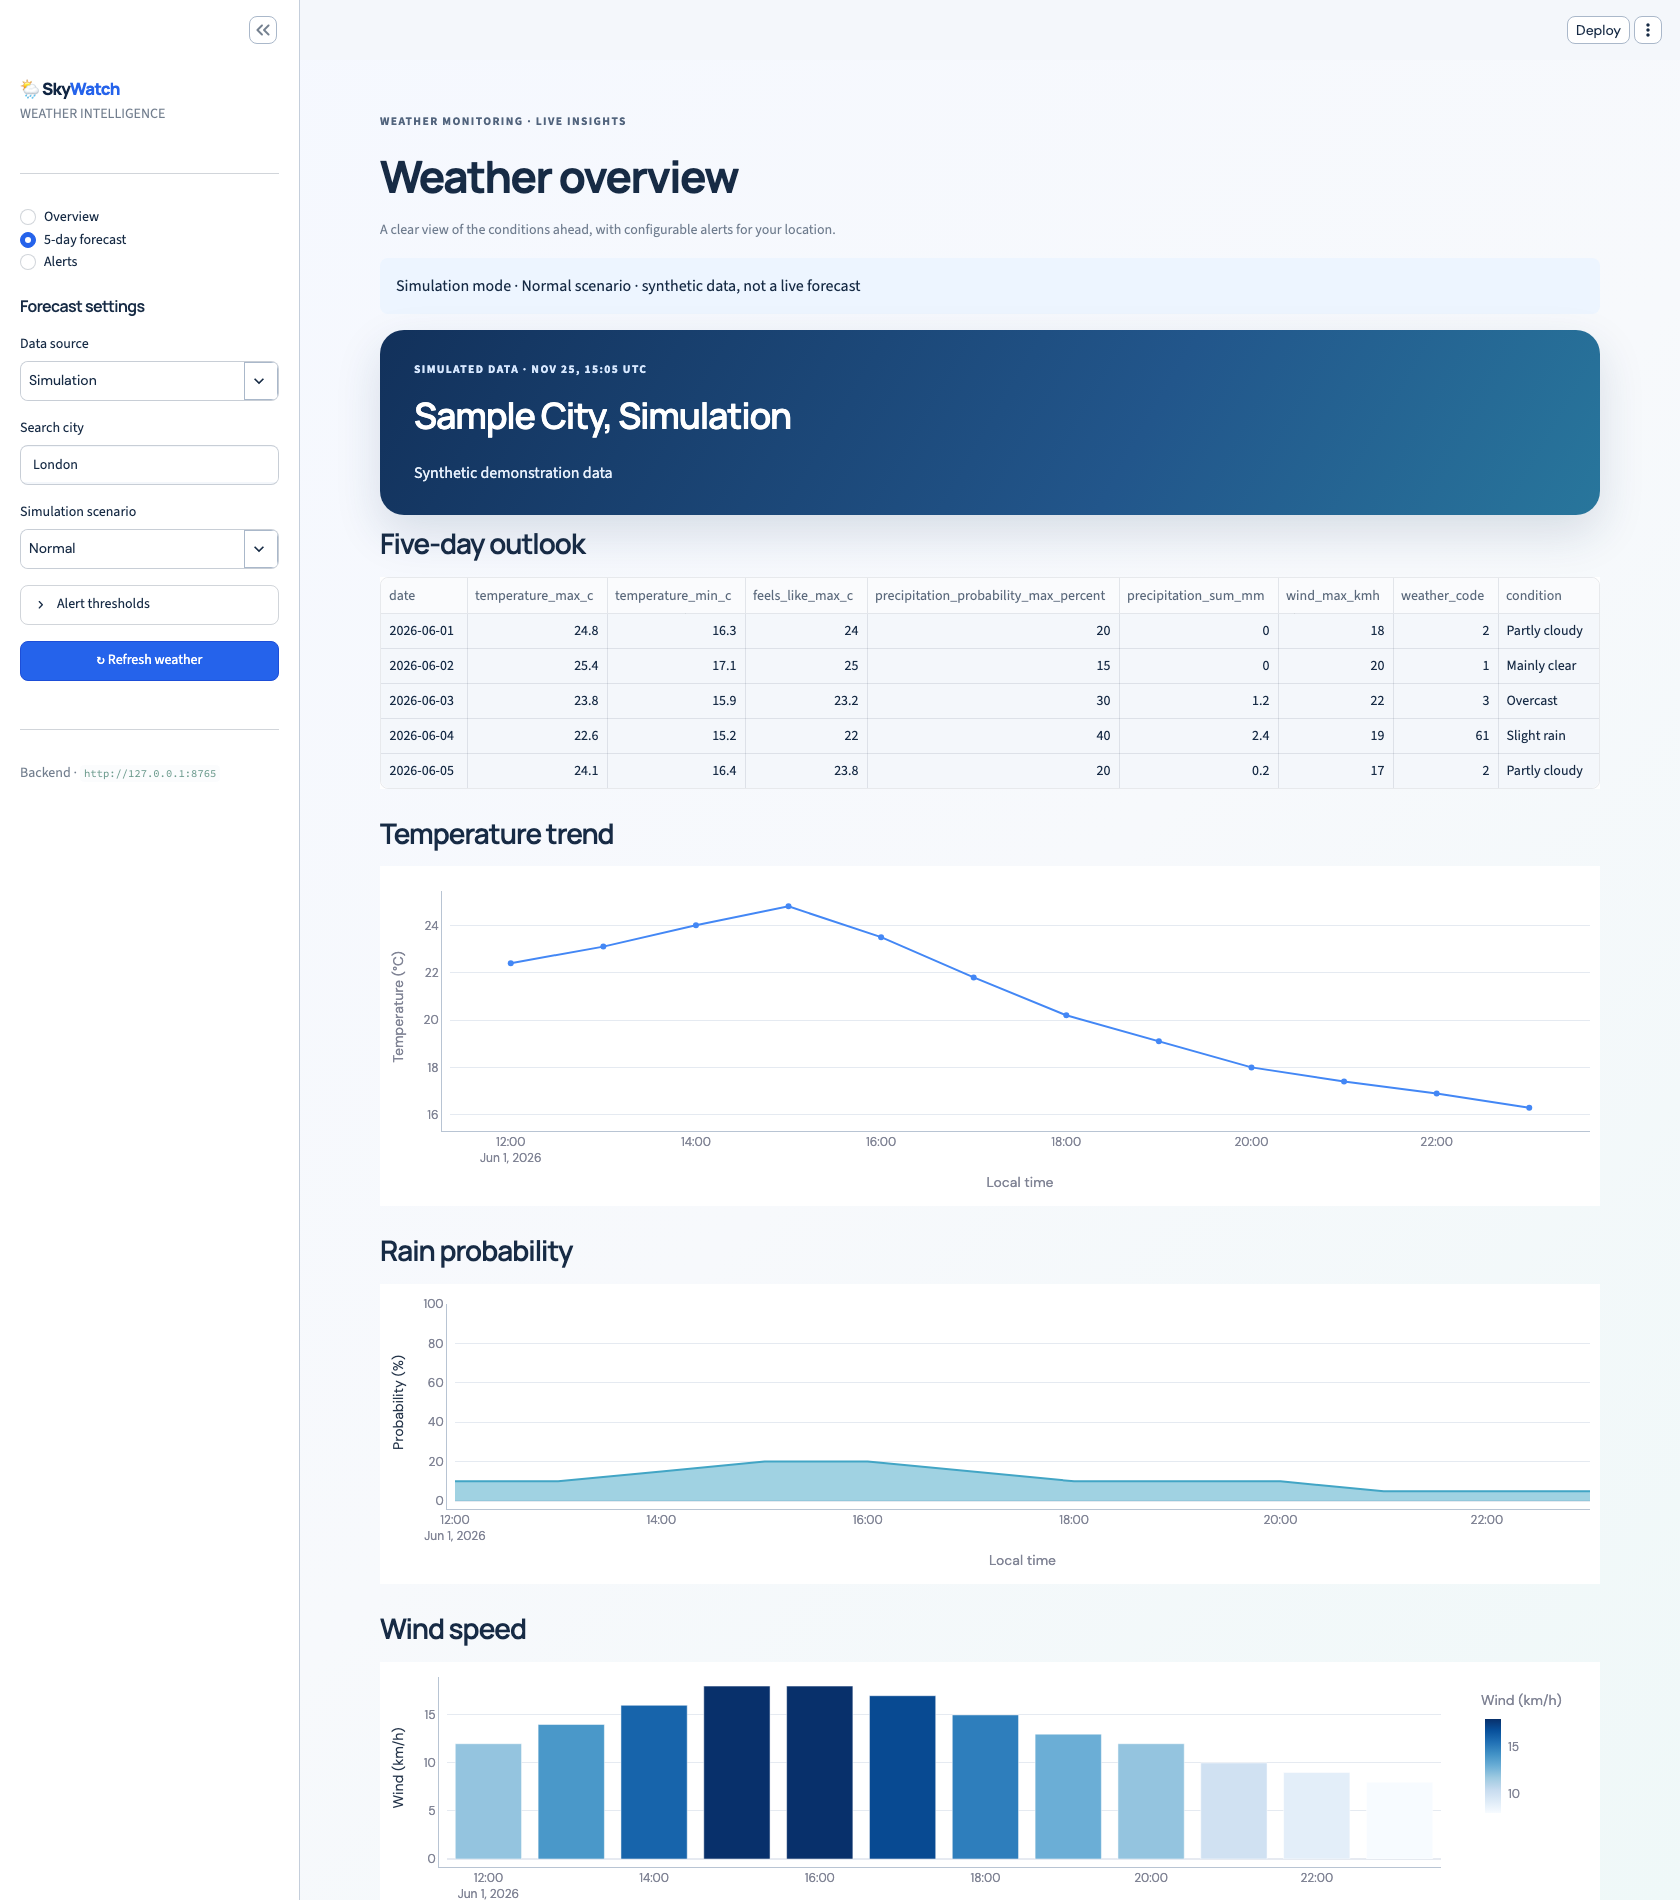 Deploy
🌦️ SkyWatch
WEATHER INTELLIGENCE
Overview
5-day forecast
Alerts
Forecast settings
Data source
Simulation
Search city
London
Simulation scenario
Normal
Alert thresholds
↻ Refresh weather
Backend · http://127.0.0.1:8765
WEATHER MONITORING · LIVE INSIGHTS
Weather overview
A clear view of the conditions ahead, with configurable alerts for your location.
Simulation mode · Normal scenario · synthetic data, not a live forecast
SIMULATED DATA · NOV 25, 15:05 UTC
Sample City, Simulation
Synthetic demonstration data
Five-day outlook
date temperature_max_c temperature_min_c feels_like_max_c precipitation_probability_max_percent precipitation_sum_mm wind_max_kmh weather_code condition
2026-06-01 24.8 16.3 24 20 0 18 2 Partly cloudy
2026-06-02 25.4 17.1 25 15 0 20 1 Mainly clear
2026-06-03 23.8 15.9 23.2 30 1.2 22 3 Overcast
2026-06-04 22.6 15.2 22 40 2.4 19 61 Slight rain
2026-06-05 24.1 16.4 23.8 20 0.2 17 2 Partly cloudy
Temperature trend
Temperature (°C)
24
22
20
18
16
12:00 14:00 16:00 18:00 20:00 22:00
Jun 1, 2026
Local time
Rain probability
Probability (%)
100
80
60
40
20
0
12:00 14:00 16:00 18:00 20:00 22:00
Jun 1, 2026
Local time
Wind speed
Wind (km/h)
15
10
5
0
12:00 14:00 16:00 18:00 20:00 22:00
Jun 1, 2026
Wind (km/h)
15
10